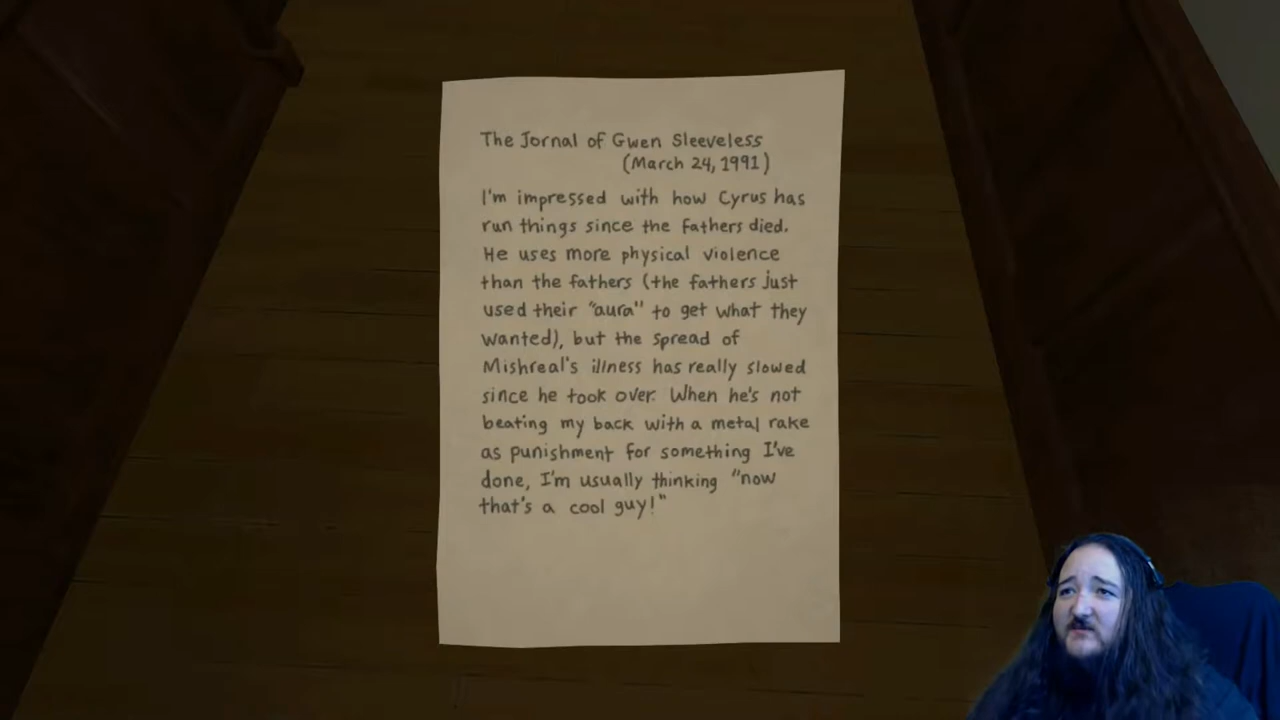 The Jornal of Gwen Sleeveless
(March 24, 1991)
I'm impressed with how Cyrus has
run things since the fathers died.
He uses more physical violence
than the fathers (the fathers just
used their "aura" to get what they
wanted), but the spread of
Mishreal's illness has really slowed
since he took over. When he's not
beating my back with a metal rake
as punishment for something I've
done, I'm usually thinking "now
that's a cool guy!"